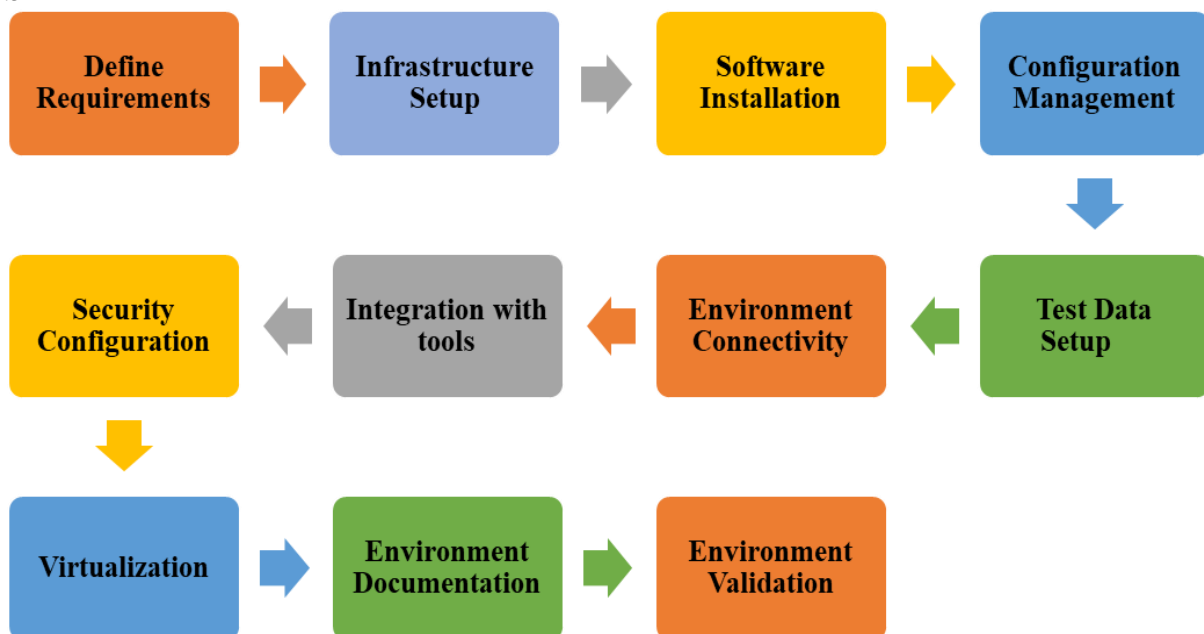 Define
Requirements
Infrastructure
Setup
Software
Installation
Configuration
Management
Test Data
Setup
Environment
Connectivity
Integration with
tools
Security
Configuration
Virtualization
Environment
Documentation
Environment
Validation